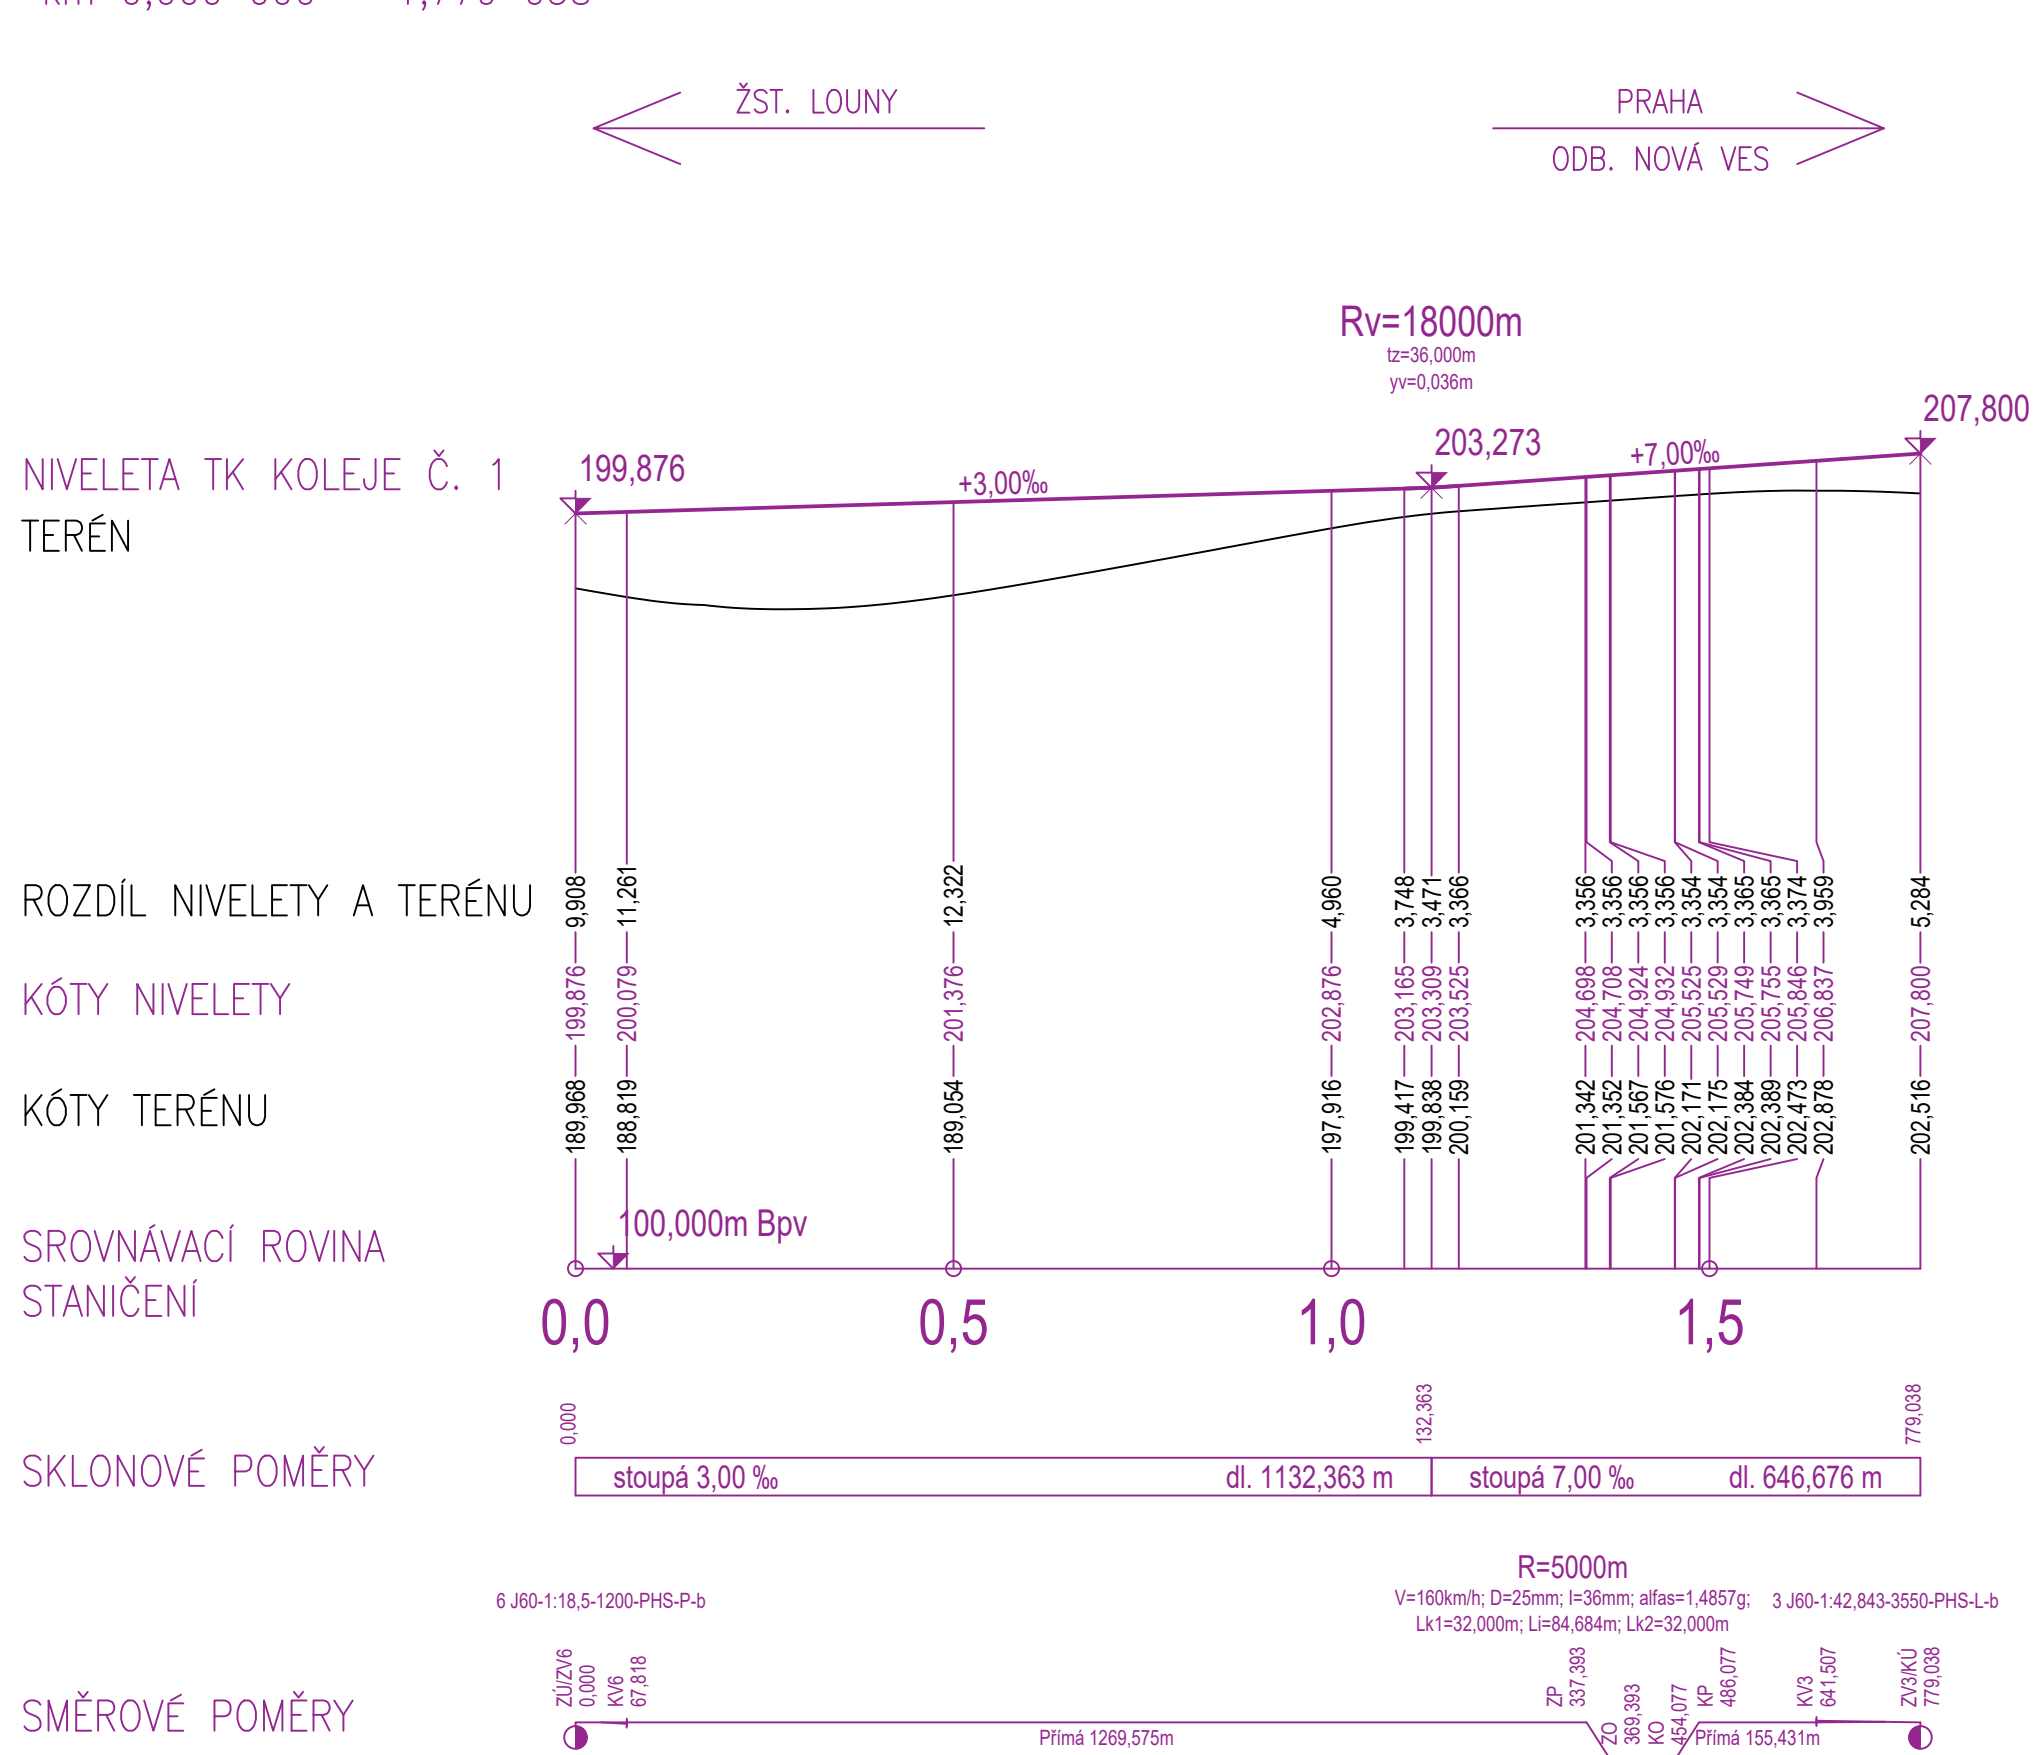 ŽST. LOUNY
PRAHA
ODB. NOVÁ VES
Rv=18000m
tz=36,000m
yv=0,036m
207,800
203,273
+7,00‰
199,876
+3,00‰
NIVELETA TK KOLEJE Č. 1
TERÉN
ROZDÍL NIVELETY A TERÉNU
9,908 11,261 12,322 4,960 3,748 3,471 3,366 3,356 3,356 3,356 3,356 3,354 3,354 3,365 3,365 3,374 3,959 5,284
KÓTY NIVELETY
199,876 200,079 201,376 202,876 203,165 203,309 203,525 204,698 204,708 204,924 204,932 205,525 205,529 205,749 205,755 205,846 206,837 207,800
KÓTY TERÉNU
189,968 188,819 189,054 197,916 199,417 199,838 200,159 201,342 201,352 201,567 201,576 202,171 202,175 202,384 202,389 202,473 202,878 202,516
100,000m Bpv
SROVNÁVACÍ ROVINA
STANIČENÍ
0,0 0,5 1,0 1,5
0,000 132,363 779,038
SKLONOVÉ POMĚRY
stoupá 3,00 ‰ dl. 1132,363 m stoupá 7,00 ‰ dl. 646,676 m
R=5000m
6 J60-1:18,5-1200-PHS-P-b
V=160km/h; D=25mm; I=36mm; alfas=1,4857g;
3 J60-1:42,843-3550-PHS-L-b
Lk1=32,000m; Li=84,684m; Lk2=32,000m
SMĚROVÉ POMĚRY
ZÚ/ZV6
0,000
KV6
67,818
ZP
337,393
ZO
369,393
KO
454,077
KP
486,077
KV3
641,507
ZV3/KÚ
779,038
Přímá 1269,575m
Přímá 155,431m